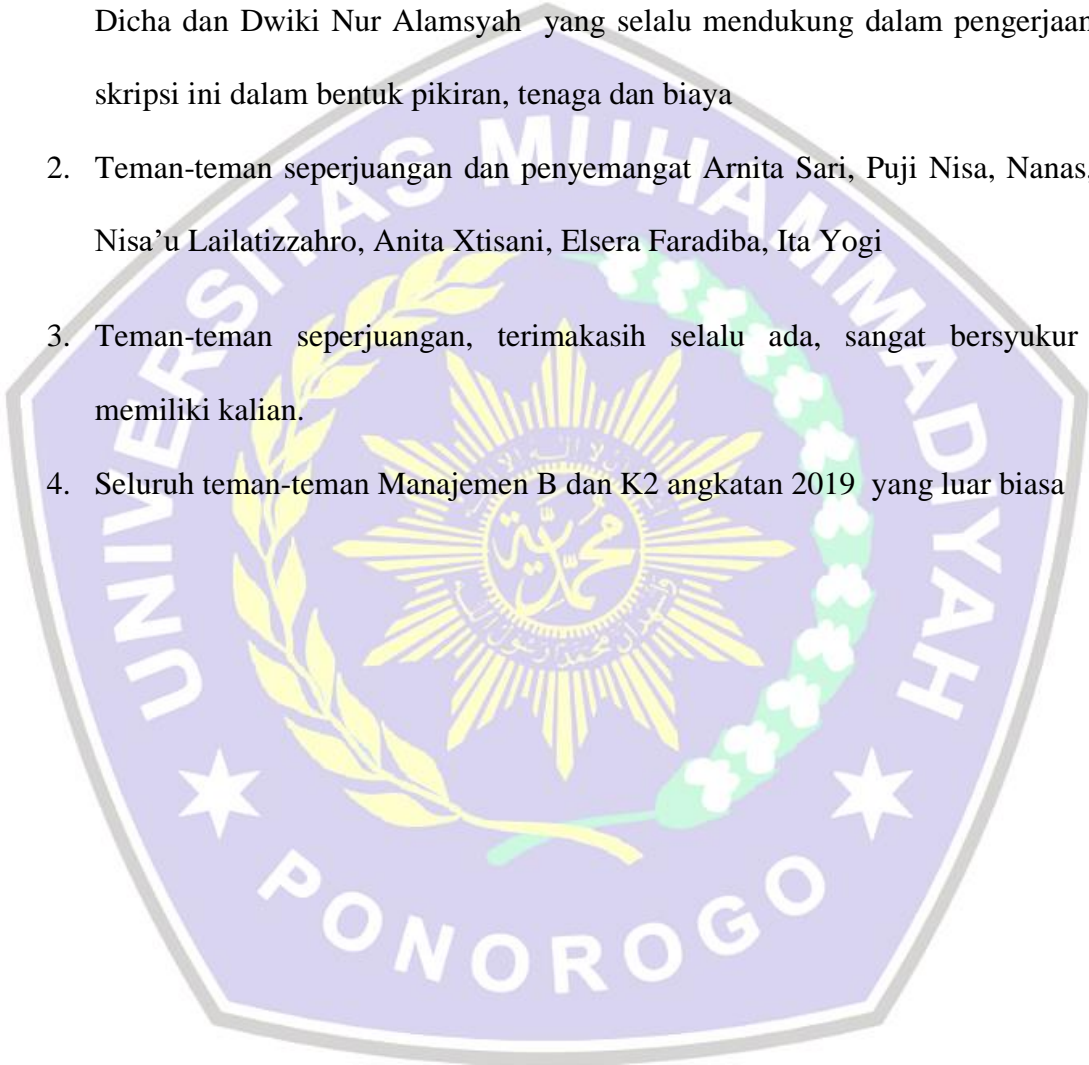 Dicha dan Dwiki Nur Alamsyah yang selalu mendukung dalam pengerjaan
skripsi ini dalam bentuk pikiran, tenaga dan biaya
2. Teman-teman seperjuangan dan penyemangat Arnita Sari, Puji Nisa, Nanas,
Nisa’u Lailatizzahro, Anita Xtisani, Elsera Faradiba, Ita Yogi
3. Teman-teman seperjuangan, terimakasih selalu ada, sangat bersyukur
memiliki kalian.
4. Seluruh teman-teman Manajemen B dan K2 angkatan 2019 yang luar biasa
UNIVERSITAS MUHAMMADIYAH
محمدية
PONOROGO